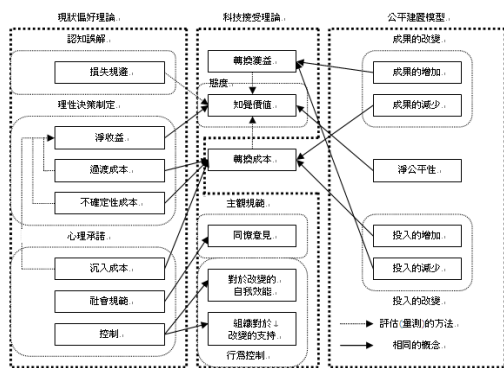 現狀偏好理論
科技接受理論
公平建置模型
認知誤解
損失規避
理性決策制定
淨收益
過渡成本
不確定性成本
心理承諾
沉入成本
社會規範
控制
轉換獲益
態度
知覺價值
轉換成本
主觀規範
同僚意見
對於改變的
自我效能
組織對於↓
改變的支持
行為控制
成果的改變
成果的增加
成果的減少
淨公平性
投入的增加
投入的減少
投入的改變
評估(量測)的方法
相同的概念